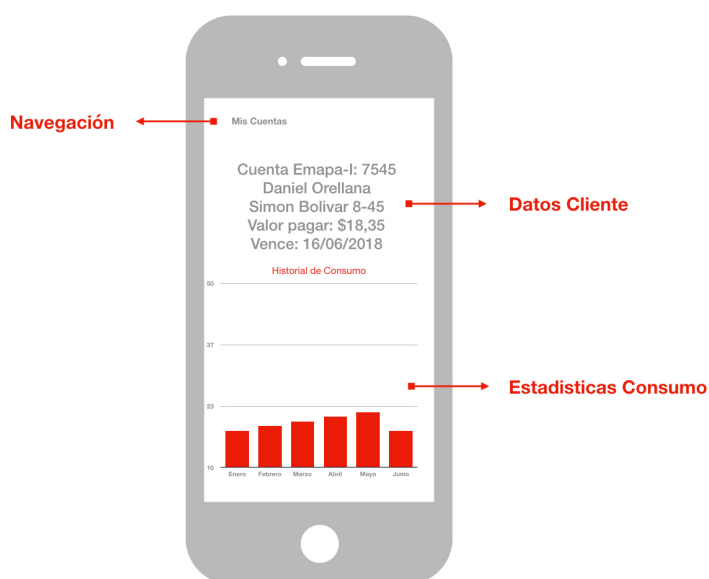 Navegación
Mis Cuentas
Cuenta Emapa-I: 7545
Daniel Orellana
Simon Bolivar 8-45
Valor pagar: $18,35
Vence: 16/06/2018
Datos Cliente
Historial de Consumo
50
37
Estadisticas Consumo
23
10
Enero Febrero Marzo Abril Mayo Junio